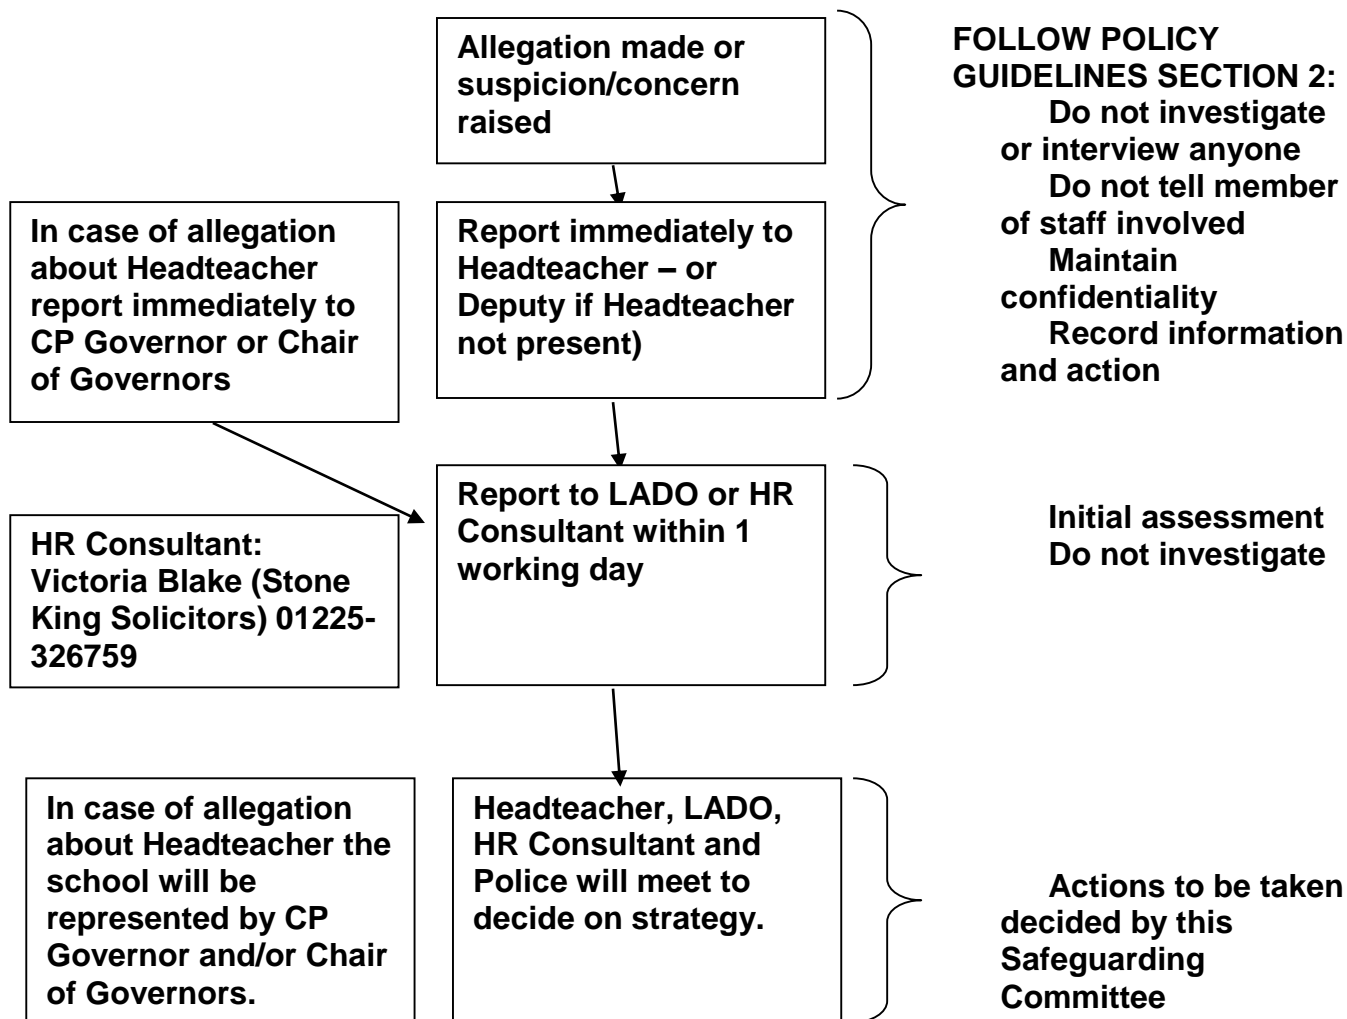 Allegation made or
suspicion/concern
raised
FOLLOW POLICY
GUIDELINES SECTION 2:
Do not investigate
or interview anyone
Do not tell member
of staff involved
Maintain
confidentiality
Record information
and action
In case of allegation
about Headteacher
report immediately to
CP Governor or Chair
of Governors
Report immediately to
Headteacher – or
Deputy if Headteacher
not present)
HR Consultant:
Victoria Blake (Stone
King Solicitors) 01225-
326759
Report to LADO or HR
Consultant within 1
working day
Initial assessment
Do not investigate
In case of allegation
about Headteacher the
school will be
represented by CP
Governor and/or Chair
of Governors.
Headteacher, LADO,
HR Consultant and
Police will meet to
decide on strategy.
Actions to be taken
decided by this
Safeguarding
Committee